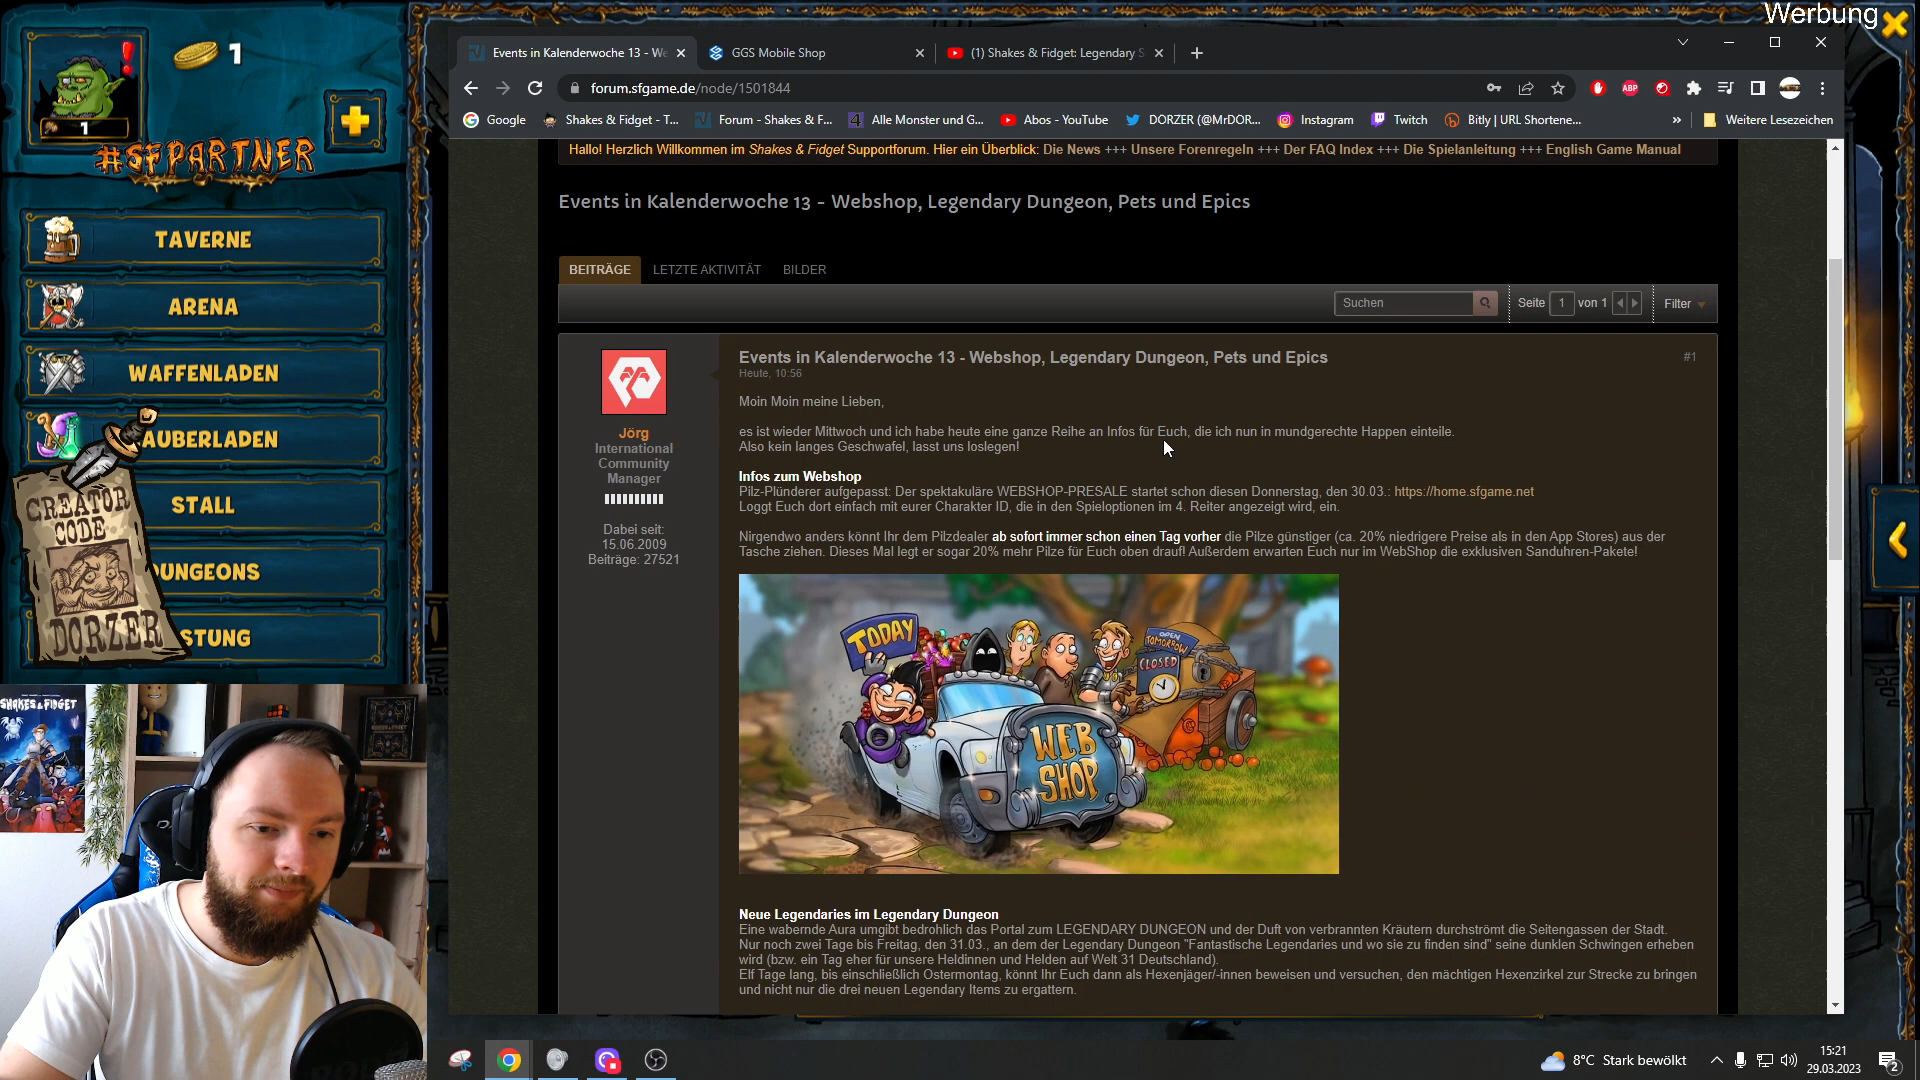 Werbung
1
1
#SFPARTNER
TAVERNE
ARENA
WAFFENLADEN
AUBERLADEN
STALL
UNGEONS
STUNG
CREATOR
CODE
DORZER
SHAKES & FIDGET
Events in Kalenderwoche 13 - We
GGS Mobile Shop
(1) Shakes & Fidget: Legendary S
forum.sfgame.de/node/1501844
ABP
Google
Shakes & Fidget - T...
Forum - Shakes & F...
Alle Monster und G...
Abos - YouTube
DORZER (@MrDOR...
Instagram
Twitch
Bitly | URL Shortene...
»
Weitere Lesezeichen
Hallo! Herzlich Willkommen im Shakes & Fidget Supportforum. Hier ein Überblick: Die News +++ Unsere Forenregeln +++ Der FAQ Index +++ Die Spielanleitung +++ English Game Manual
Events in Kalenderwoche 13 - Webshop, Legendary Dungeon, Pets und Epics
BEITRÄGE
LETZTE AKTIVITÄT
BILDER
Suchen
Seite 1 von 1
Filter
Jörg
International
Community
Manager
Dabei seit:
15.06.2009
Beiträge: 27521
Events in Kalenderwoche 13 - Webshop, Legendary Dungeon, Pets und Epics
#1
Heute, 10:56
Moin Moin meine Lieben,
es ist wieder Mittwoch und ich habe heute eine ganze Reihe an Infos für Euch, die ich nun in mundgerechte Happen einteile.
Also kein langes Geschwafel, lasst uns loslegen!
Infos zum Webshop
Pilz-Plünderer aufgepasst: Der spektakuläre WEBSHOP-PRESALE startet schon diesen Donnerstag, den 30.03.: https://home.sfgame.net
Loggt Euch dort einfach mit eurer Charakter ID, die in den Spieloptionen im 4. Reiter angezeigt wird, ein.
Nirgendwo anders könnt Ihr dem Pilzdealer ab sofort immer schon einen Tag vorher die Pilze günstiger (ca. 20% niedrigere Preise als in den App Stores) aus der
Tasche ziehen. Dieses Mal legt er sogar 20% mehr Pilze für Euch oben drauf! Außerdem erwarten Euch nur im WebShop die exklusiven Sanduhren-Pakete!
TODAY
OPEN
TOMORROW
CLOSED
WEB
SHOP
Neue Legendaries im Legendary Dungeon
Eine wabernde Aura umgibt bedrohlich das Portal zum LEGENDARY DUNGEON und der Duft von verbrannten Kräutern durchströmt die Seitengassen der Stadt.
Nur noch zwei Tage bis Freitag, den 31.03., an dem der Legendary Dungeon "Fantastische Legendaries und wo sie zu finden sind" seine dunklen Schwingen erheben
wird (bzw. ein Tag eher für unsere Heldinnen und Helden auf Welt 31 Deutschland).
Elf Tage lang, bis einschließlich Ostermontag, könnt Ihr Euch dann als Hexenjäger/-innen beweisen und versuchen, den mächtigen Hexenzirkel zur Strecke zu bringen
und nicht nur die drei neuen Legendary Items zu ergattern.
8°C Stark bewölkt
15:21
29.03.2023
2